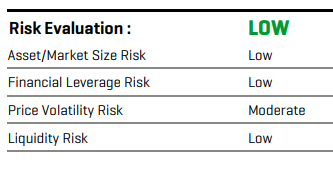 Risk Evaluation : LOW
Asset/Market Size Risk Low
Financial Leverage Risk Low
Price Volatility Risk Moderate
Liquidity Risk Low